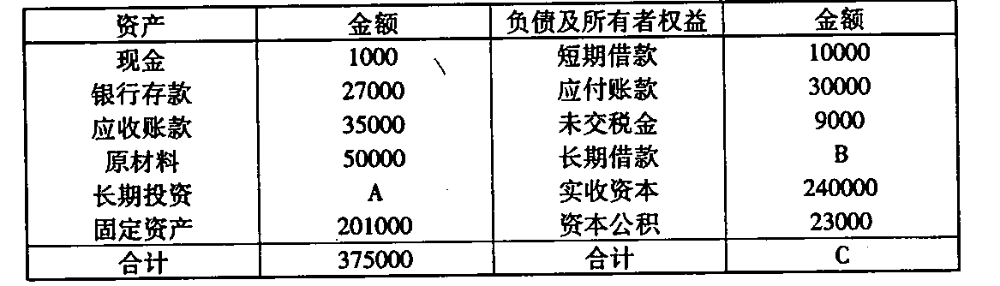 资产 金额 负债及所有者权益 金额
现金 1000 短期借款 10000
银行存款 27000 应付账款 30000
应收账款 35000 未交税金 9000
原材料 50000 长期借款 B
长期投资 A 实收资本 240000
固定资产 201000 资本公积 23000
合计 375000 合计 C